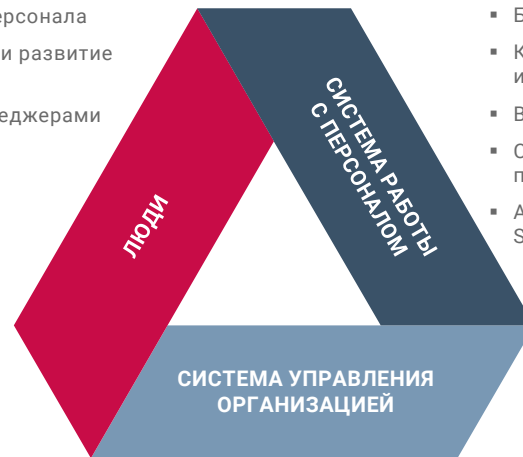 ерсонала
и развитие
еджерами
ЛЮДИ
СИСТЕМА РАБОТЫ
С ПЕРСОНАЛОМ
СИСТЕМА УПРАВЛЕНИЯ
ОРГАНИЗАЦИЕЙ